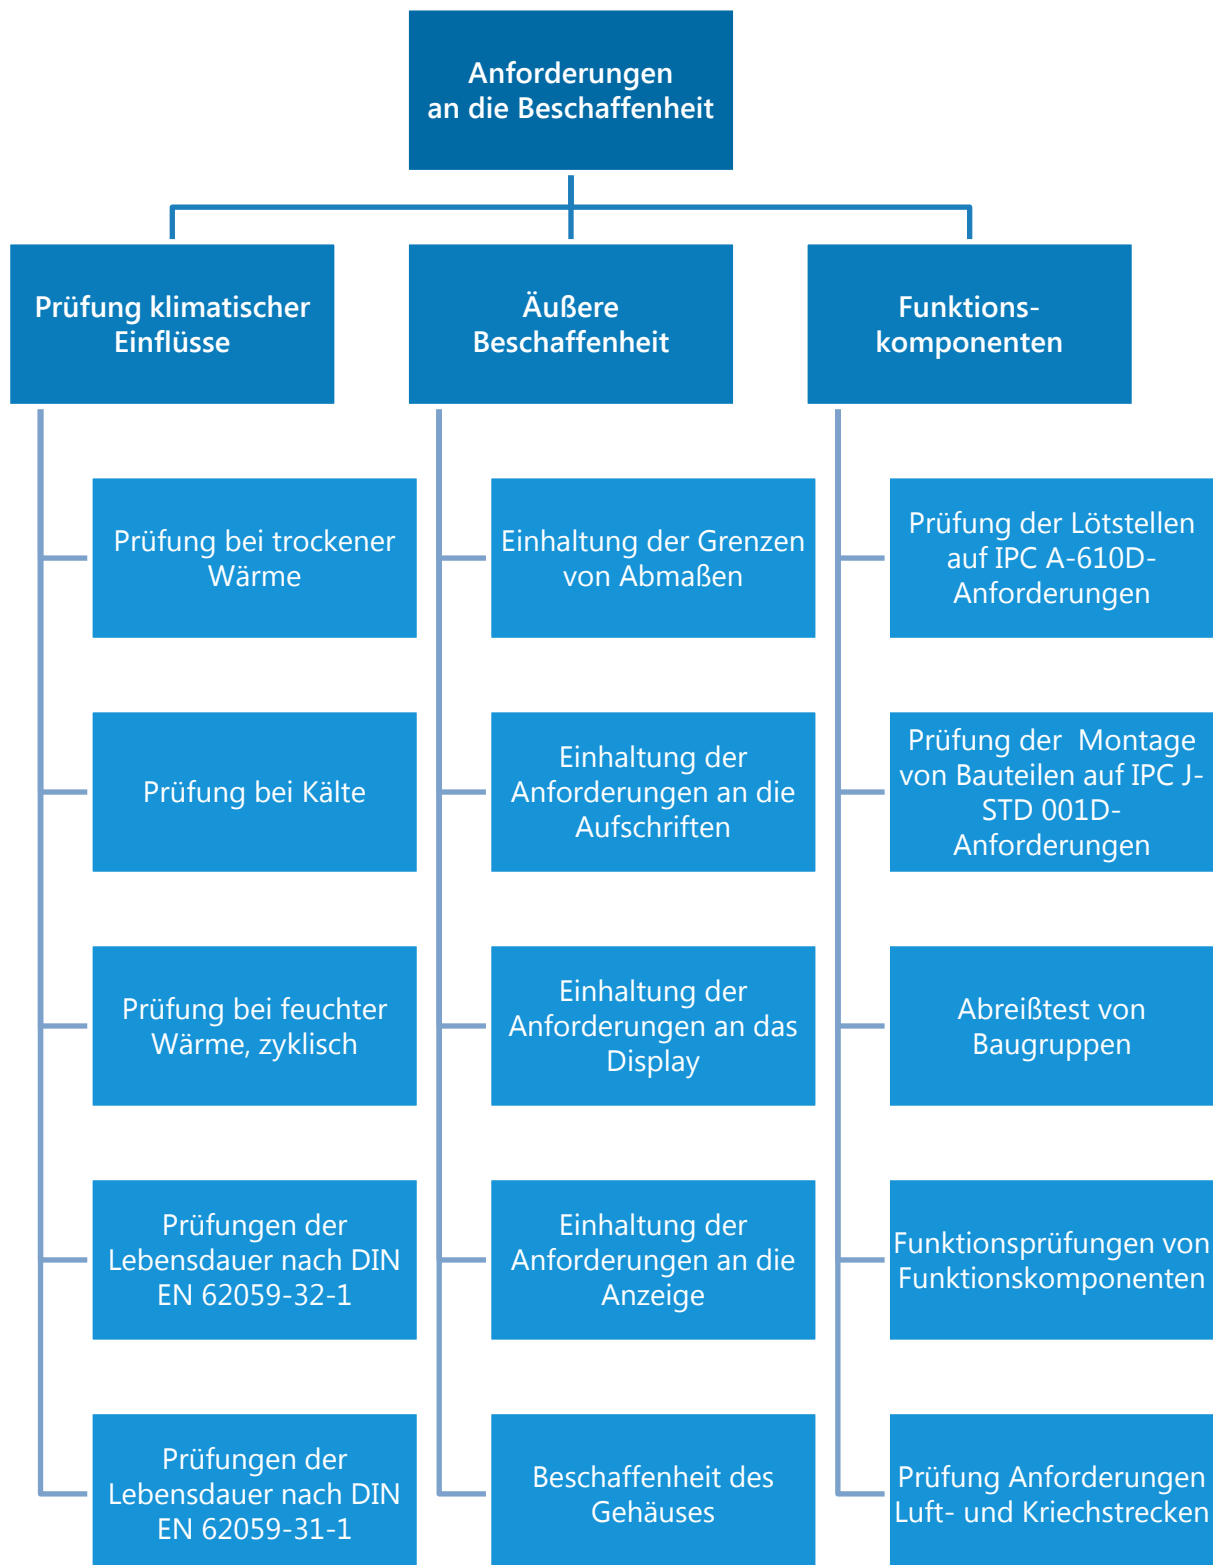 Anforderungen
an die Beschaffenheit
Prüfung klimatischer
Einflüsse
Prüfung bei trockener
Wärme
Prüfung bei Kälte
Prüfung bei feuchter
Wärme, zyklisch
Prüfungen der
Lebensdauer nach DIN
EN 62059-32-1
Prüfungen der
Lebensdauer nach DIN
EN 62059-31-1
Äußere
Beschaffenheit
Einhaltung der Grenzen
von Abmaßen
Einhaltung der
Anforderungen an die
Aufschriften
Einhaltung der
Anforderungen an das
Display
Einhaltung der
Anforderungen an die
Anzeige
Beschaffenheit des
Gehäuses
Funktions-
komponenten
Prüfung der Lötstellen
auf IPC A-610D-
Anforderungen
Prüfung der  Montage
von Bauteilen auf IPC J-
STD 001D-
Anforderungen
Abreißtest von
Baugruppen
Funktionsprüfungen von
Funktionskomponenten
Prüfung Anforderungen
Luft- und Kriechstrecken